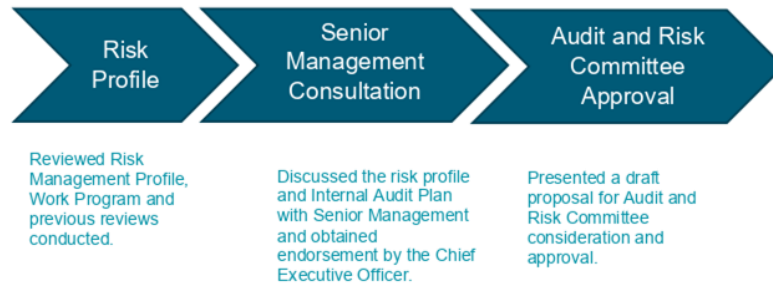 Risk
Profile
Senior
Management
Consultation
Audit and Risk
Committee
Approval
Reviewed Risk
Management Profile,
Work Program and
previous reviews
conducted.
Discussed the risk profile
and Internal Audit Plan
with Senior Management
and obtained
endorsement by the Chief
Executive Officer.
Presented a draft
proposal for Audit and
Risk Committee
consideration and
approval.